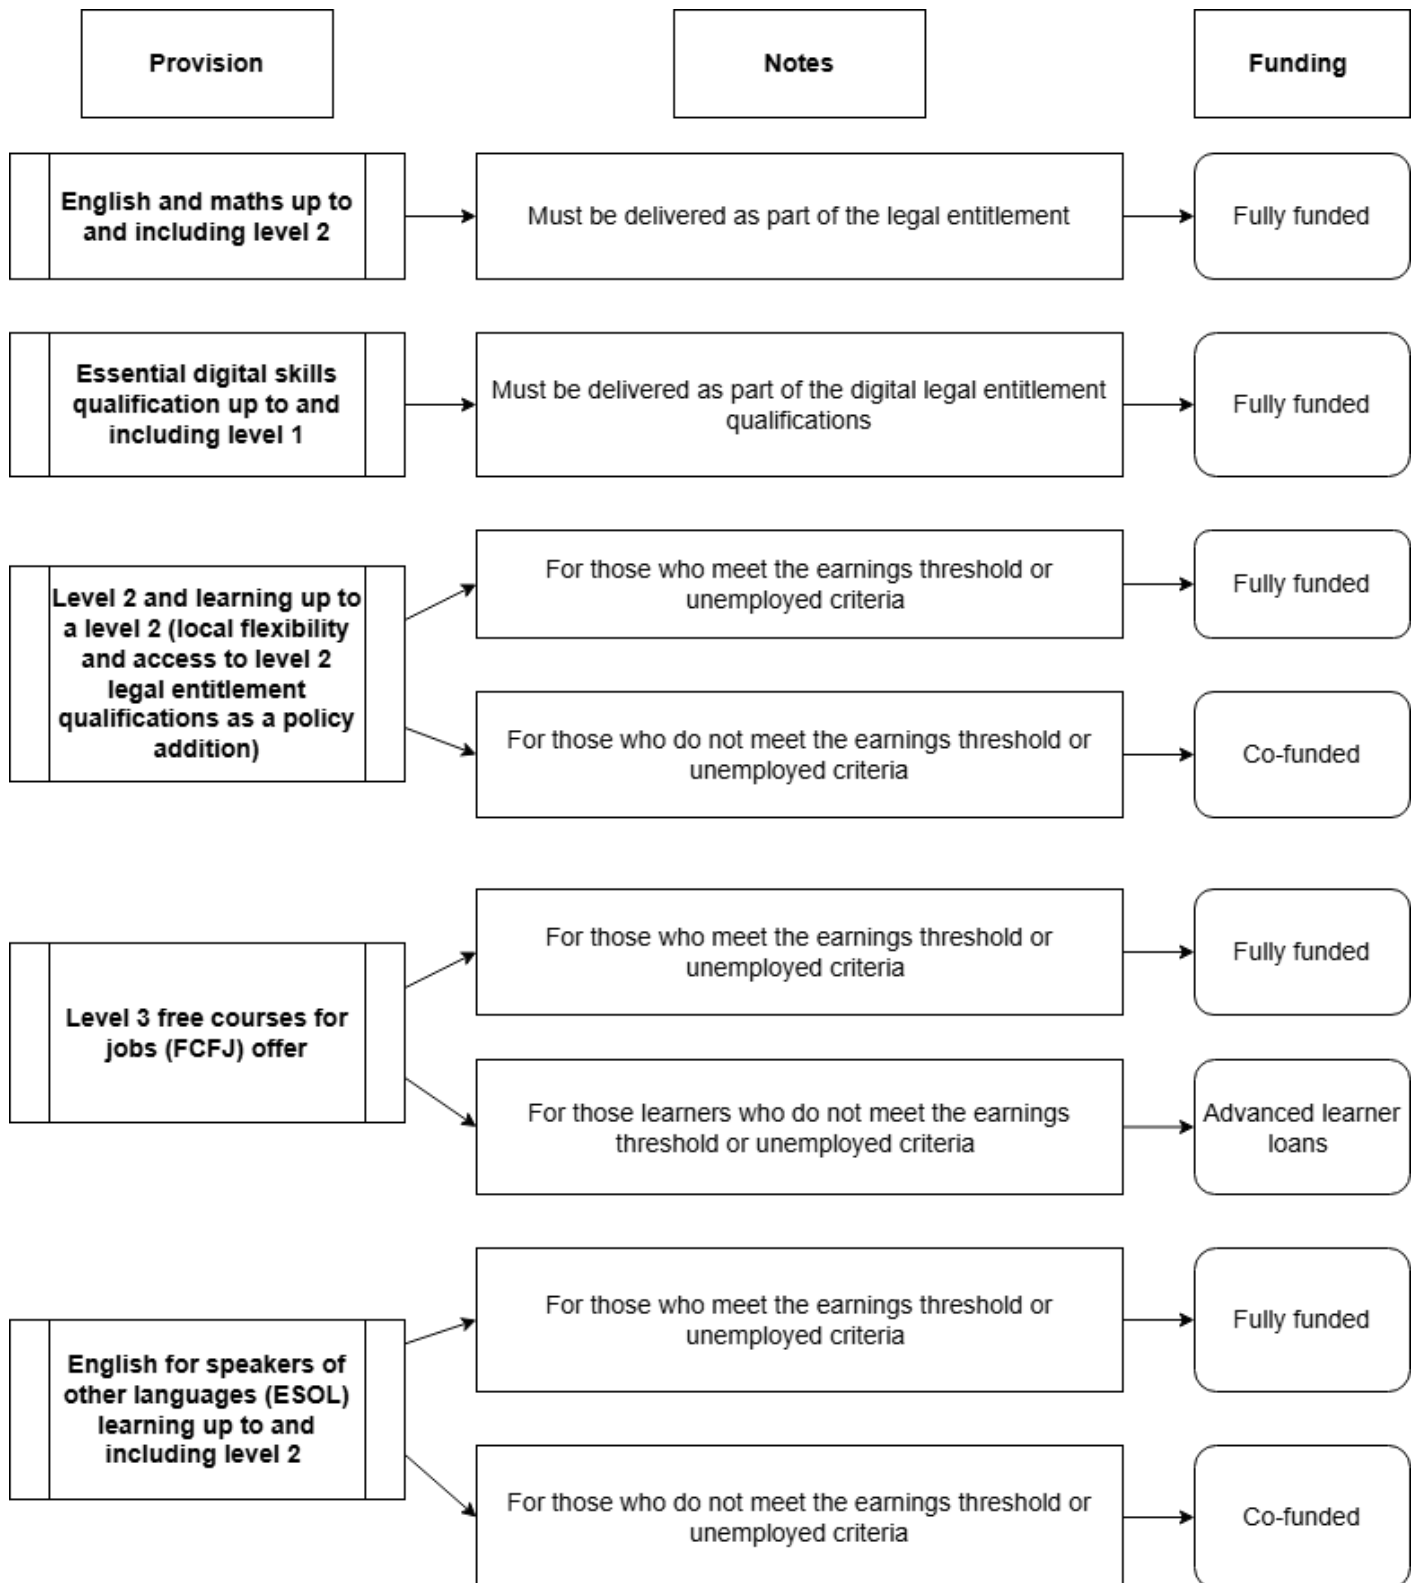 Provision
Notes
Funding
English and maths up to
and including level 2
Must be delivered as part of the legal entitlement
Fully funded
Essential digital skills
qualification up to and
including level 1
Must be delivered as part of the digital legal entitlement
qualifications
Fully funded
Level 2 and learning up to
a level 2 (local flexibility
and access to level 2
legal entitlement
qualifications as a policy
addition)
For those who meet the earnings threshold or
unemployed criteria
Fully funded
For those who do not meet the earnings threshold or
unemployed criteria
Co-funded
Level 3 free courses for
jobs (FCFJ) offer
For those who meet the earnings threshold or
unemployed criteria
Fully funded
For those learners who do not meet the earnings
threshold or unemployed criteria
Advanced learner
loans
English for speakers of
other languages (ESOL)
learning up to and
including level 2
For those who meet the earnings threshold or
unemployed criteria
Fully funded
For those who do not meet the earnings threshold or
unemployed criteria
Co-funded